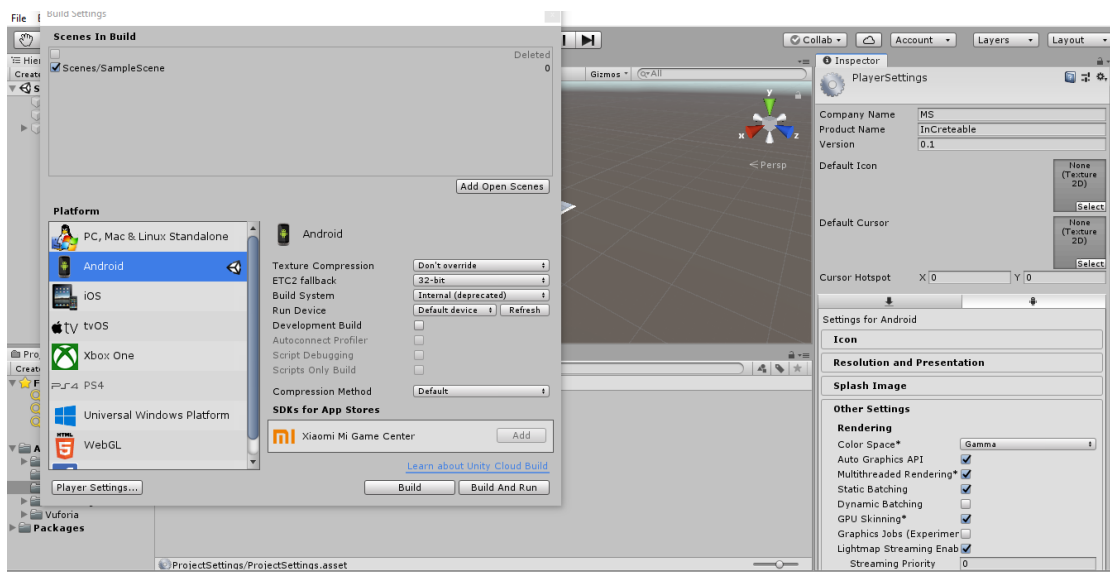 File
Build Settings
Scenes In Build
Deleted
Scenes/SampleScene 0
Add Open Scenes
Platform
PC, Mac & Linux Standalone
Android
iOS
tvOS
Xbox One
PS4
Universal Windows Platform
WebGL
Player Settings...
Android
Texture Compression Don't override
ETC2 fallback 32-bit
Build System Internal (deprecated)
Run Device Default device Refresh
Development Build
Autoconnect Profiler
Script Debugging
Scripts Only Build
Compression Method Default
SDKs for App Stores
Xiaomi Mi Game Center Add
Learn about Unity Cloud Build
Build Build And Run
Collab Account Layers Layout
Gizmos All
y
x z
Persp
Vuforia
Packages
ProjectSettings/ProjectSettings.asset
Inspector
PlayerSettings
Company Name MS
Product Name InCreteable
Version 0.1
Default Icon None
(Texture
2D)
Select
Default Cursor None
(Texture
2D)
Select
Cursor Hotspot X 0 Y 0
Settings for Android
Icon
Resolution and Presentation
Splash Image
Other Settings
Rendering
Color Space* Gamma
Auto Graphics API
Multithreaded Rendering*
Static Batching
Dynamic Batching
GPU Skinning*
Graphics Jobs (Experimer
Lightmap Streaming Enab
Streaming Priority 0